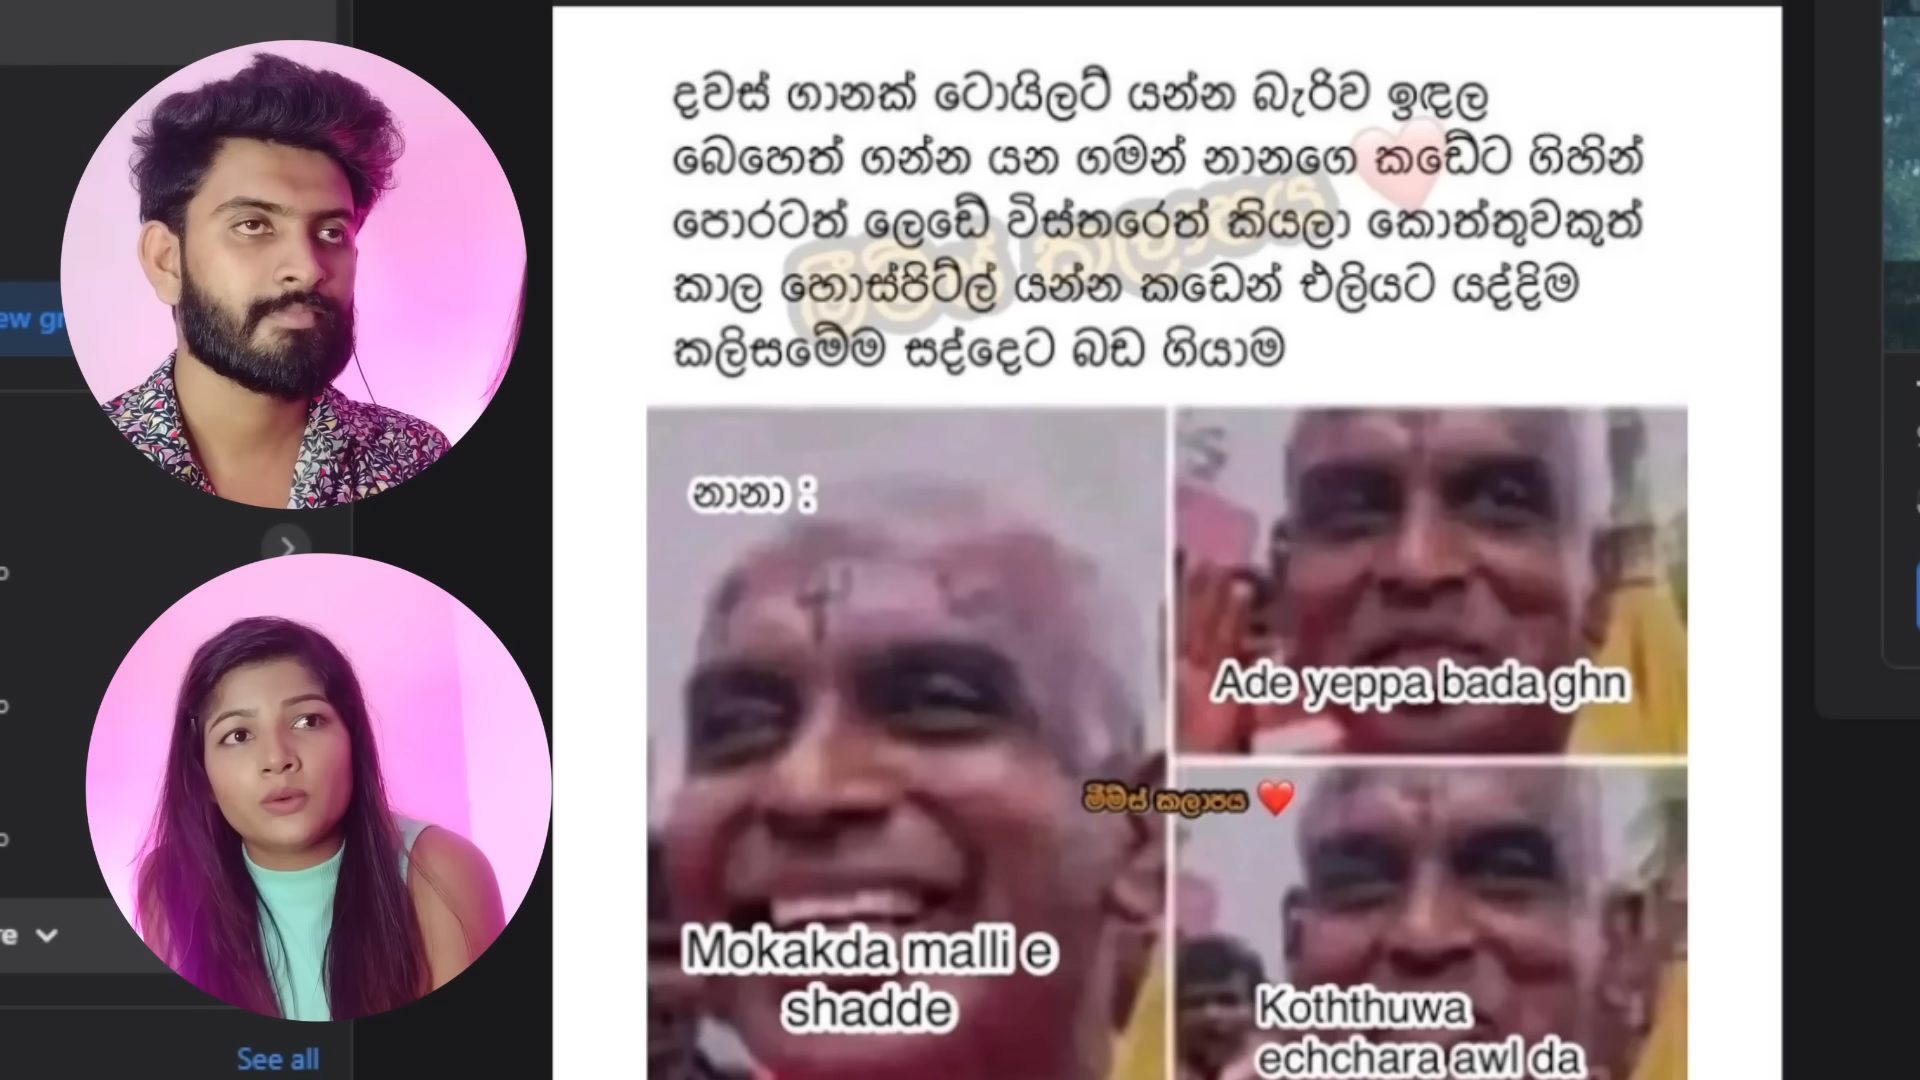 දවස් ගානක් ටොයිලට් යන්න බැරිව ඉඳල
බෙහෙත් ගන්න යන ගමන් නානගෙ කඩේට ගිහින්
පොරටත් ලෙඩේ විස්තරෙත් කියලා කොත්තුවකුත්
කාල හොස්පිට්ල් යන්න කඩෙන් එලියට යද්දිම
කලිසමේම සද්දෙට බඩ ගියාම
මීම්ස් කලාපය
නානා :
Ade yeppa bada ghn
මීම්ස් කලාපය
Mokakda malli e
shadde
Koththuwa
echchara awl da
See all